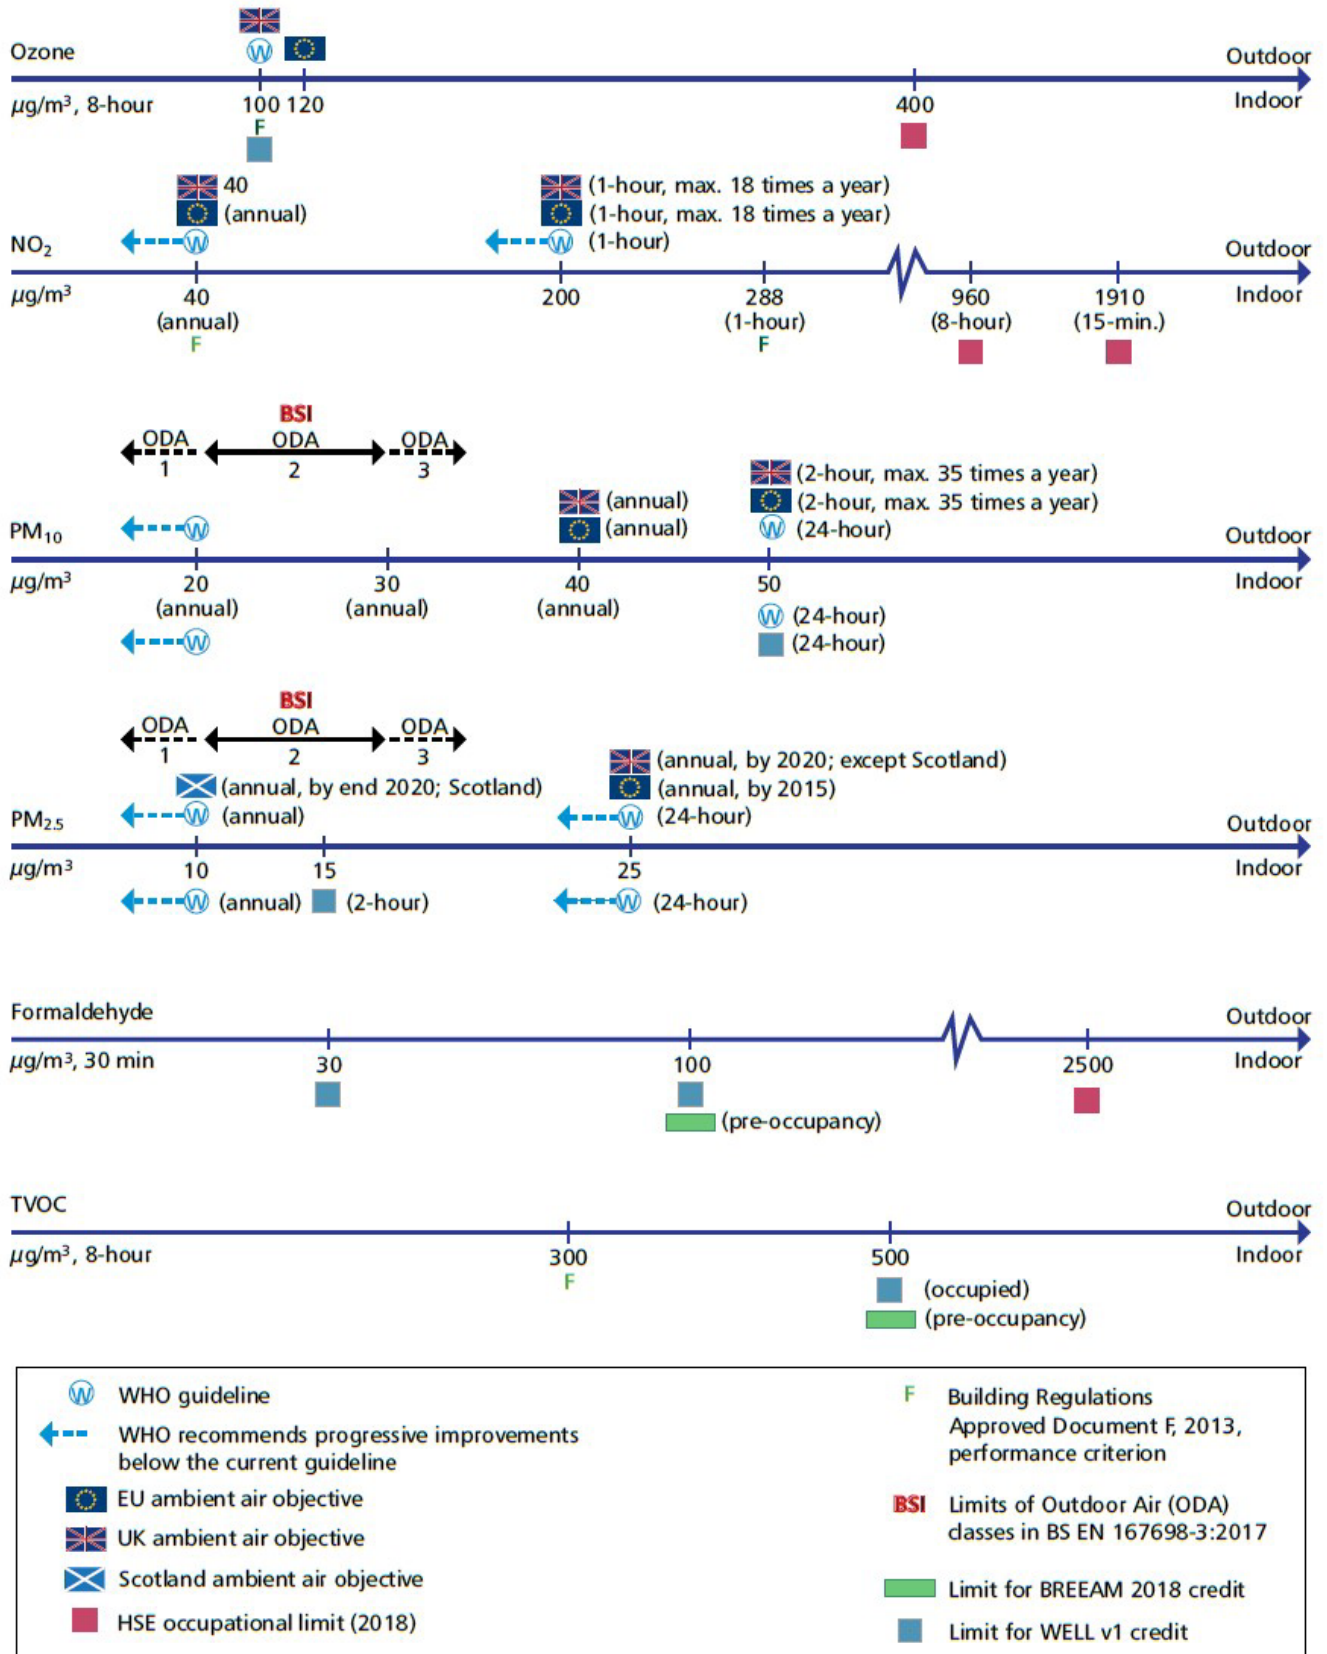 W
Ozone
Outdoor
µg/m³, 8-hour
100 120
400
Indoor
F
40
(1-hour, max. 18 times a year)
(annual)
(1-hour, max. 18 times a year)
W
W (1-hour)
NO₂
Outdoor
µg/m³
40
200
288
960
1910
Indoor
(annual)
(1-hour)
(8-hour)
(15-min.)
F
F
BSI
ODA
ODA
ODA
1
2
3
(2-hour, max. 35 times a year)
(annual)
(2-hour, max. 35 times a year)
W
(annual)
W (24-hour)
PM₁₀
Outdoor
µg/m³
20
30
40
50
Indoor
(annual)
(annual)
(annual)
W (24-hour)
W
(24-hour)
BSI
ODA
ODA
ODA
1
2
3
(annual, by 2020; except Scotland)
(annual, by end 2020; Scotland)
(annual, by 2015)
W (annual)
W (24-hour)
PM₂.₅
Outdoor
µg/m³
10
15
25
Indoor
W (annual)
(2-hour)
W (24-hour)
Formaldehyde
Outdoor
µg/m³, 30 min
30
100
2500
Indoor
(pre-occupancy)
TVOC
Outdoor
µg/m³, 8-hour
300
500
Indoor
F
(occupied)
(pre-occupancy)
W WHO guideline
WHO recommends progressive improvements
below the current guideline
EU ambient air objective
UK ambient air objective
Scotland ambient air objective
HSE occupational limit (2018)
F Building Regulations
Approved Document F, 2013,
performance criterion
BSI Limits of Outdoor Air (ODA)
classes in BS EN 167698-3:2017
Limit for BREEAM 2018 credit
Limit for WELL v1 credit